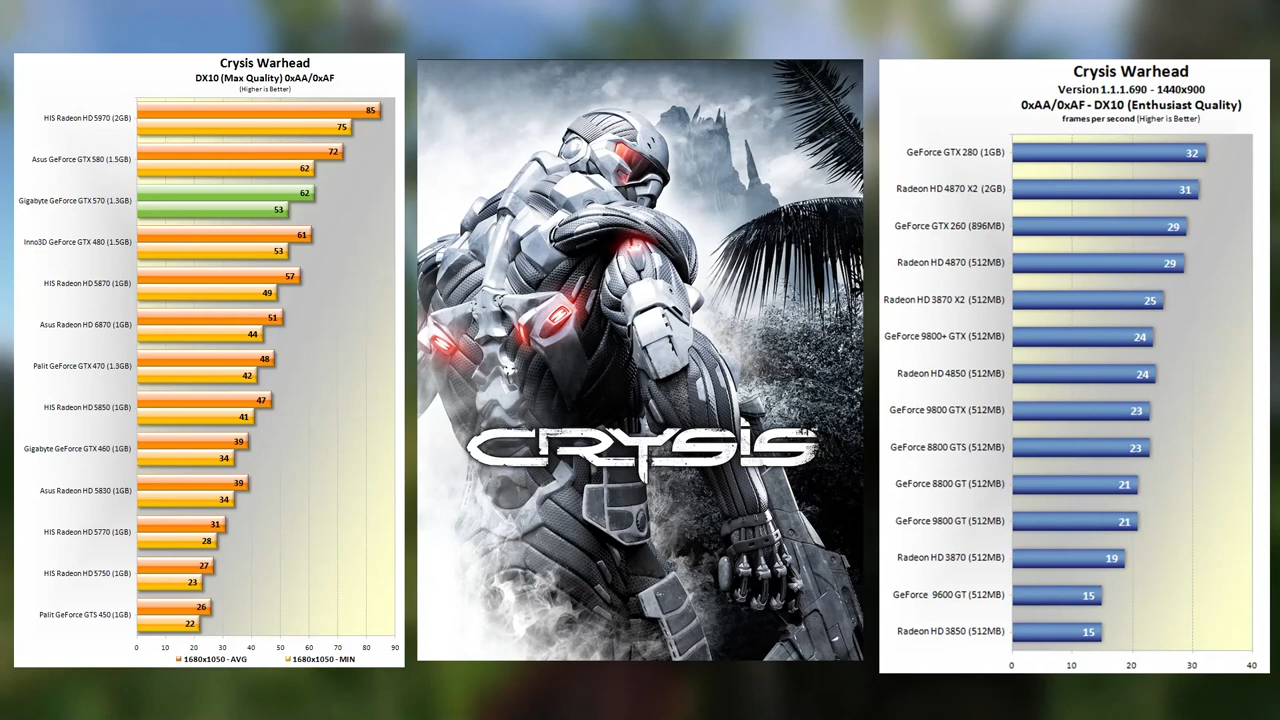 Crysis Warhead
DX10 (Max Quality) 0xAA/0xAF
(Higher is Better)
HIS Radeon HD 5970 (2GB)
85
75
Asus GeForce GTX 580 (1.5GB)
72
62
Gigabyte GeForce GTX 570 (1.3GB)
62
53
Inno3D GeForce GTX 480 (1.5GB)
61
53
HIS Radeon HD 5870 (1GB)
57
49
Asus Radeon HD 6870 (1GB)
51
44
Palit GeForce GTX 470 (1.3GB)
48
42
HIS Radeon HD 5850 (1GB)
47
41
Gigabyte GeForce GTX 460 (1GB)
39
34
Asus Radeon HD 5830 (1GB)
39
34
HIS Radeon HD 5770 (1GB)
31
28
HIS Radeon HD 5750 (1GB)
27
23
Palit GeForce GTS 450 (1GB)
26
22
0 10 20 30 40 50 60 70 80 90
1680x1050 - AVG 1680x1050 - MIN
CRYSIS
Crysis Warhead
Version 1.1.1.690 - 1440x900
0xAA/0xAF - DX10 (Enthusiast Quality)
frames per second (Higher is Better)
GeForce GTX 280 (1GB) 32
Radeon HD 4870 X2 (2GB) 31
GeForce GTX 260 (896MB) 29
Radeon HD 4870 (512MB) 29
Radeon HD 3870 X2 (512MB) 25
GeForce 9800+ GTX (512MB) 24
Radeon HD 4850 (512MB) 24
GeForce 9800 GTX (512MB) 23
GeForce 8800 GTS (512MB) 23
GeForce 8800 GT (512MB) 21
GeForce 9800 GT (512MB) 21
Radeon HD 3870 (512MB) 19
GeForce 9600 GT (512MB) 15
Radeon HD 3850 (512MB) 15
0 10 20 30 40